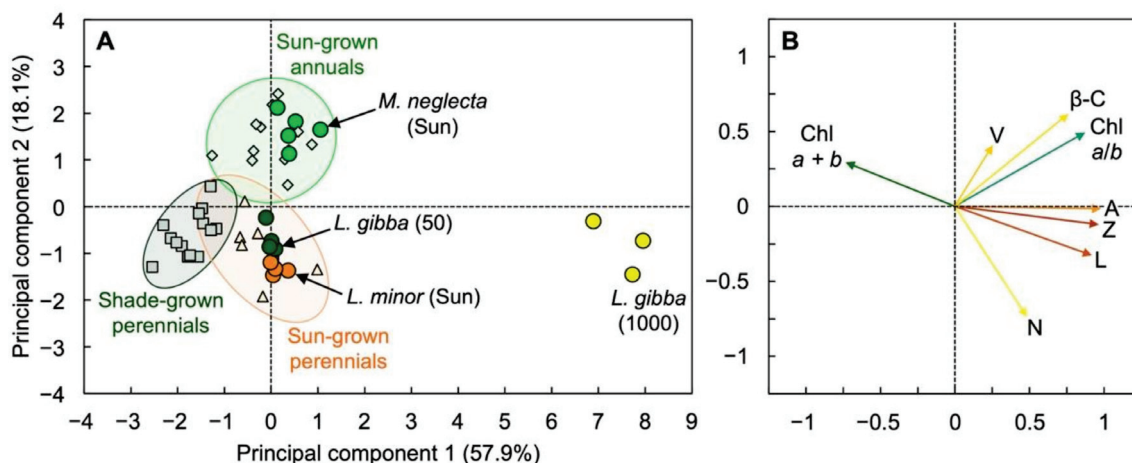 A
Sun-grown
annuals
M. neglecta
(Sun)
L. gibba (50)
L. minor (Sun)
L. gibba
(1000)
Shade-grown
perennials
Sun-grown
perennials
Principal component 2 (18.1%)
4
3
2
1
0
−1
−2
−3
−4
−4 −3 −2 −1 0 1 2 3 4 5 6 7 8 9 10
Principal component 1 (57.9%)
B
1
0.5
0
−0.5
−1
β-C
Chl
a/b
V
Chl
a + b
A
Z
L
N
−1 −0.5 0 0.5 1